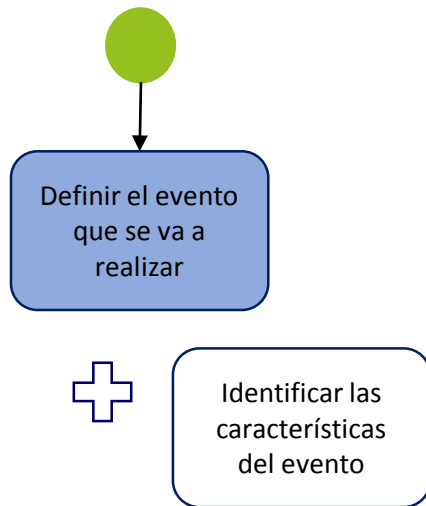 Definir el evento
que se va a
realizar
Identificar las
características
del evento